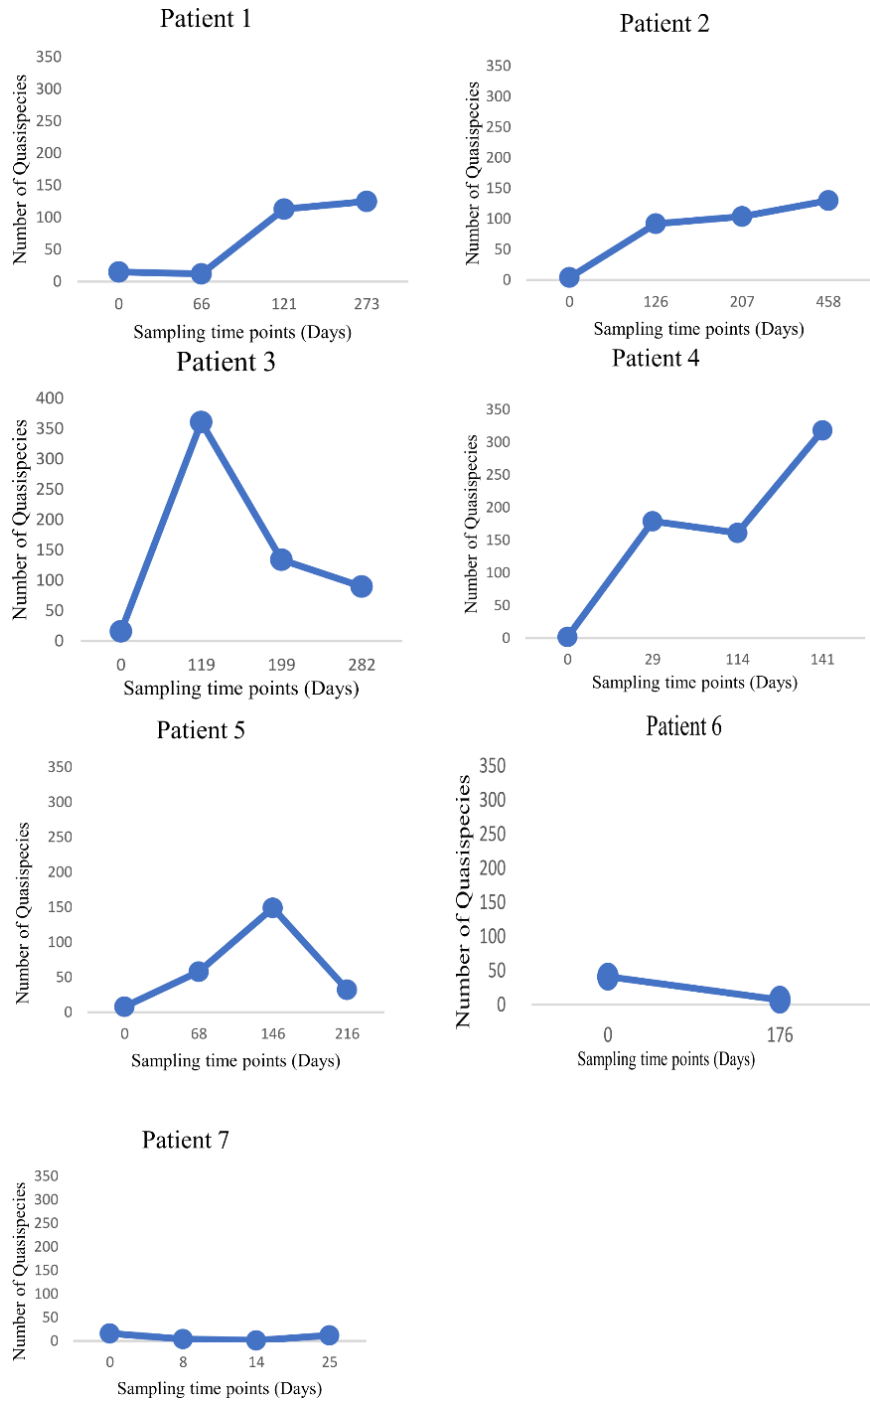 Patient 1
Number of Quasispecies
350
300
250
200
150
100
50
0
0 66 121 273
Sampling time points (Days)
Patient 2
Number of Quasispecies
350
300
250
200
150
100
50
0
0 126 207 458
Sampling time points (Days)
Patient 3
Number of Quasispecies
400
350
300
250
200
150
100
50
0
0 119 199 282
Sampling time points (Days)
Patient 4
Number of Quasispecies
350
300
250
200
150
100
50
0
0 29 114 141
Sampling time points (Days)
Patient 5
Number of Quasispecies
350
300
250
200
150
100
50
0
0 68 146 216
Sampling time points (Days)
Patient 6
Number of Quasispecies
350
300
250
200
150
100
50
0
0 176
Sampling time points (Days)
Patient 7
Number of Quasispecies
350
300
250
200
150
100
50
0
0 8 14 25
Sampling time points (Days)